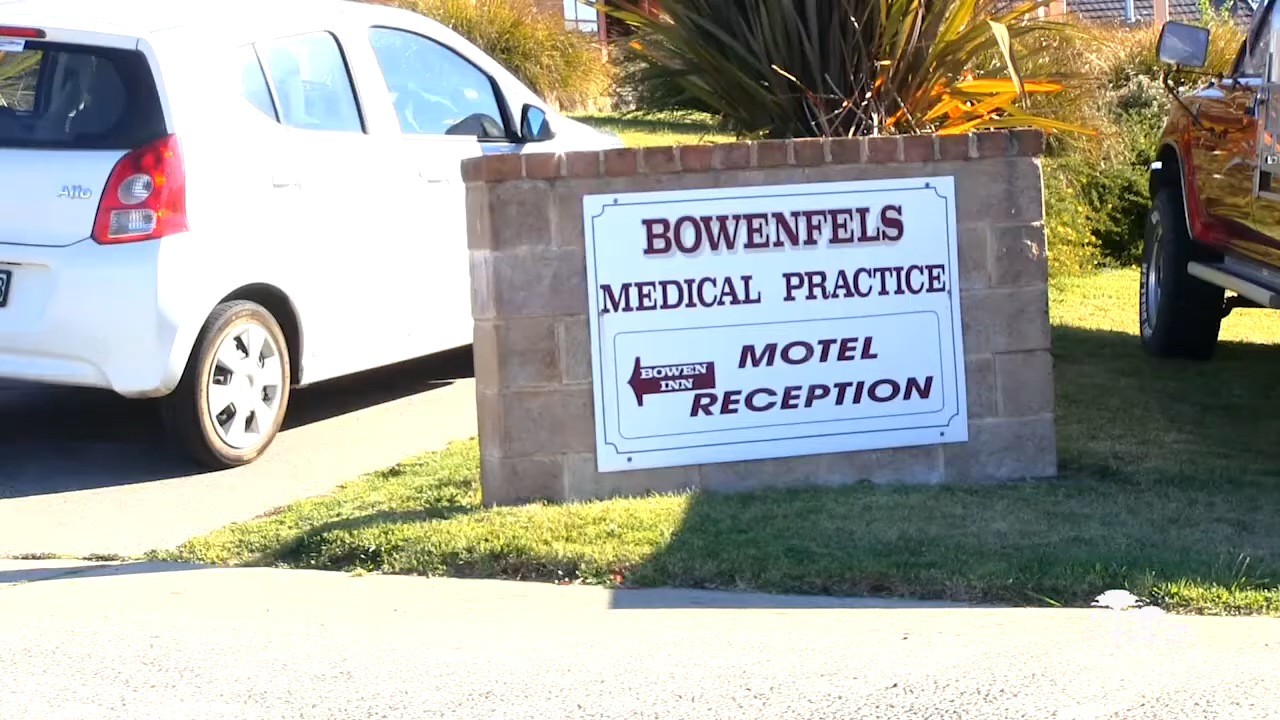 Alto
BOWENFELS
MEDICAL PRACTICE
BOWEN
INN
MOTEL
RECEPTION